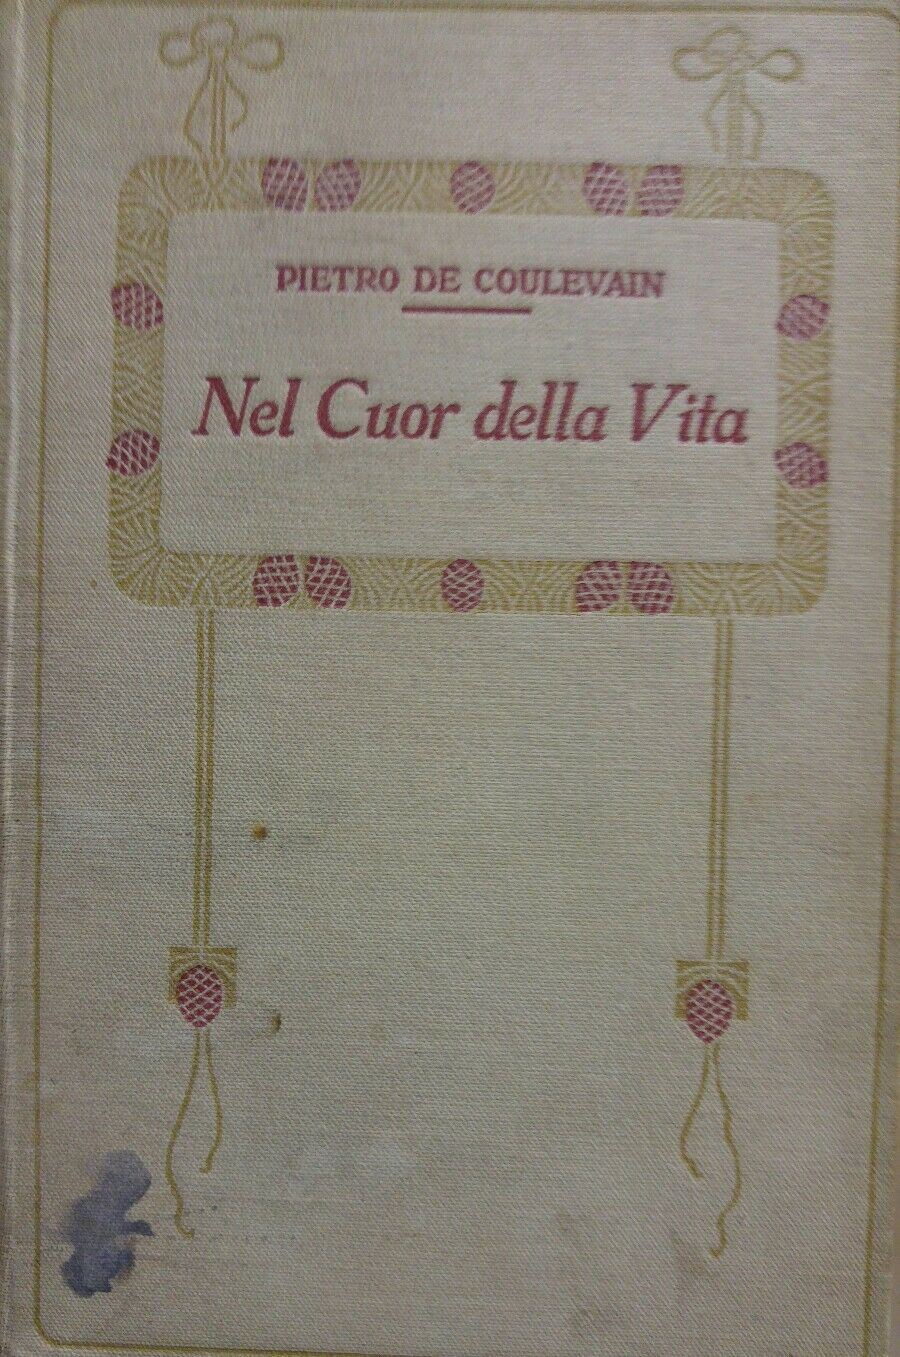 PIETRO DE COULEVAIN
Nel Cuor della Vita